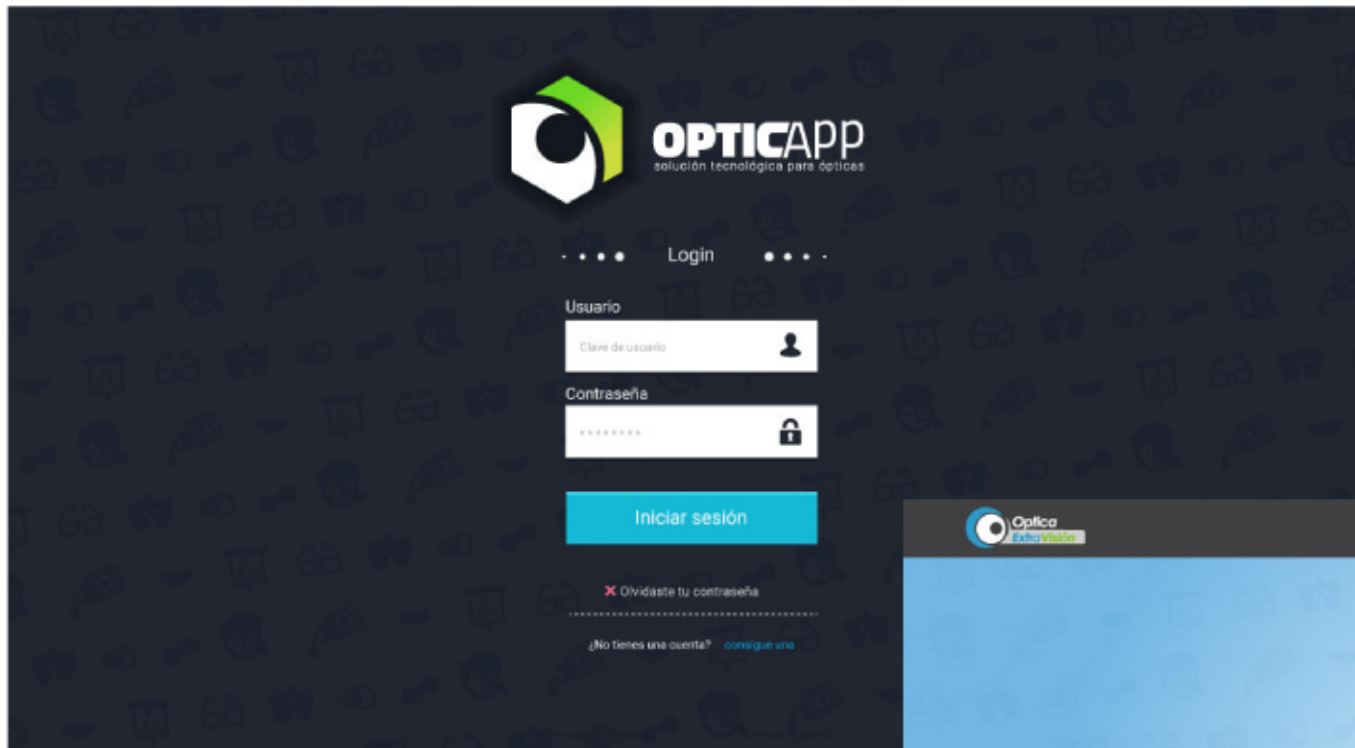 OPTICAPP
solución tecnológica para ópticas
Login
Usuario
Clave de usuario
Contraseña
********
Iniciar sesión
Olvidaste tu contraseña
¿No tienes una cuenta? consigue una
Optica
ExtraVisión